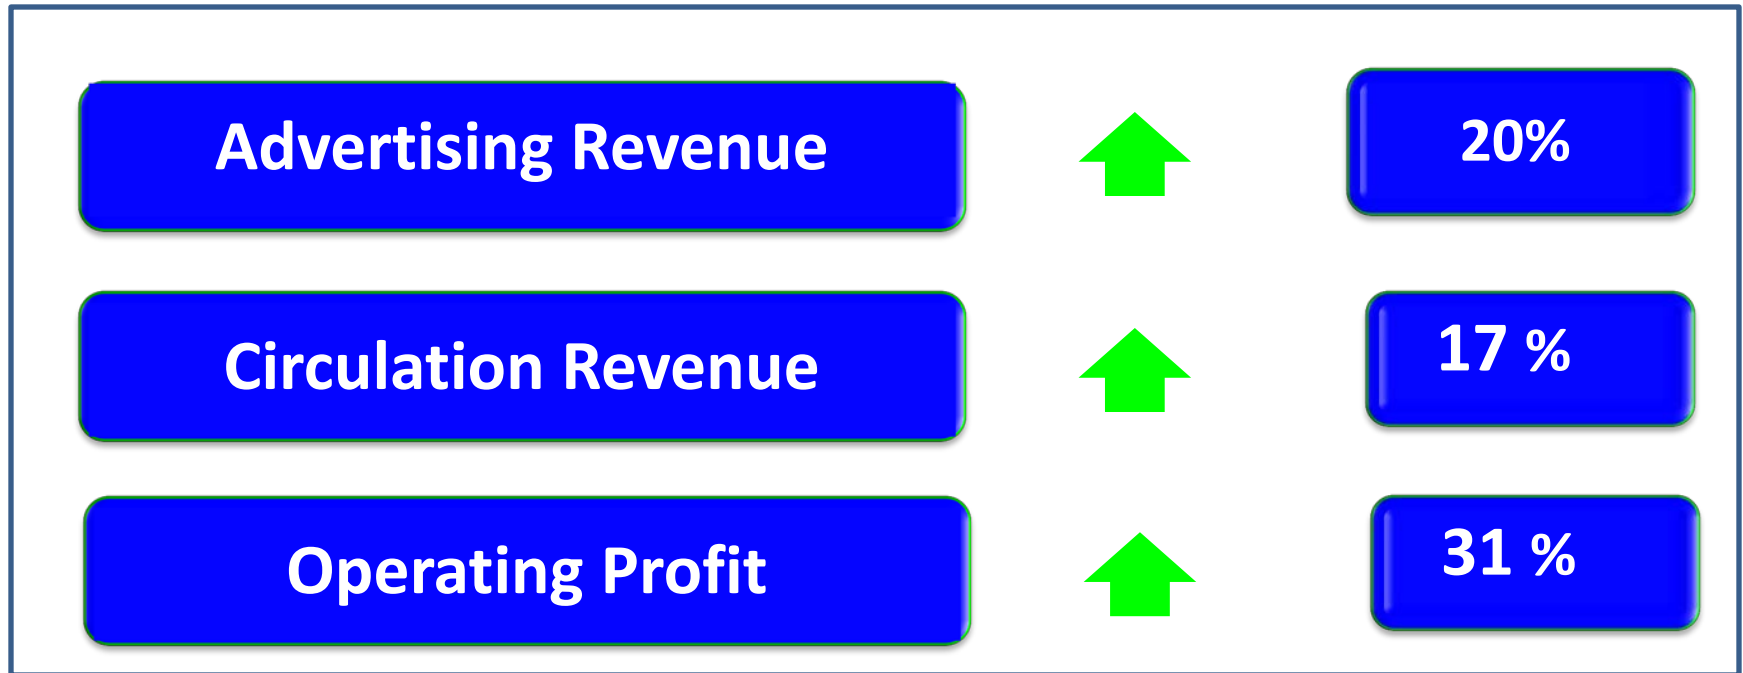 Advertising Revenue 20%
Circulation Revenue 17 %
Operating Profit 31 %